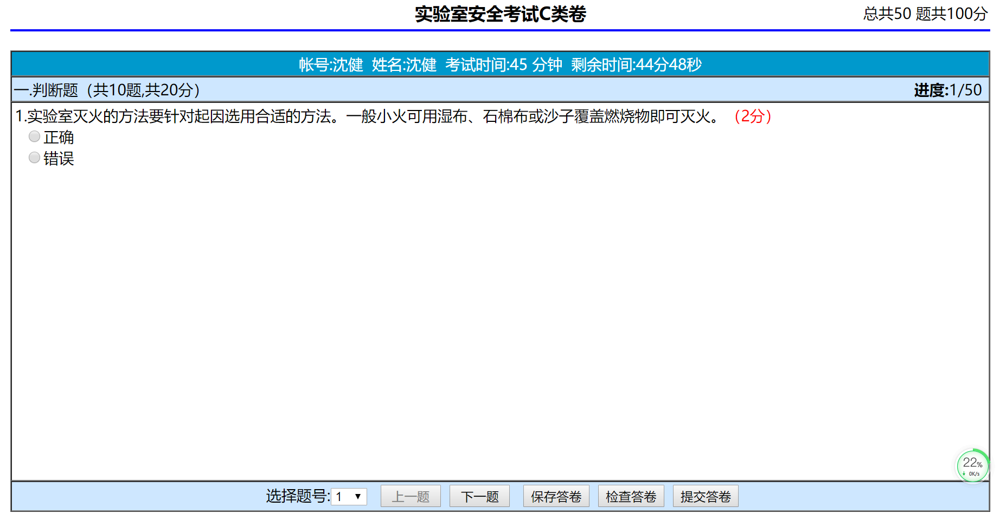 实验室安全考试C类卷
总共50 题共100分
帐号:沈健 姓名:沈健 考试时间:45 分钟 剩余时间:44分48秒
一.判断题（共10题,共20分） 进度:1/50
1.实验室灭火的方法要针对起因选用合适的方法。一般小火可用湿布、石棉布或沙子覆盖燃烧物即可灭火。（2分）
正确
错误
22%
0K/s
选择题号:1 上一题 下一题 保存答卷 检查答卷 提交答卷